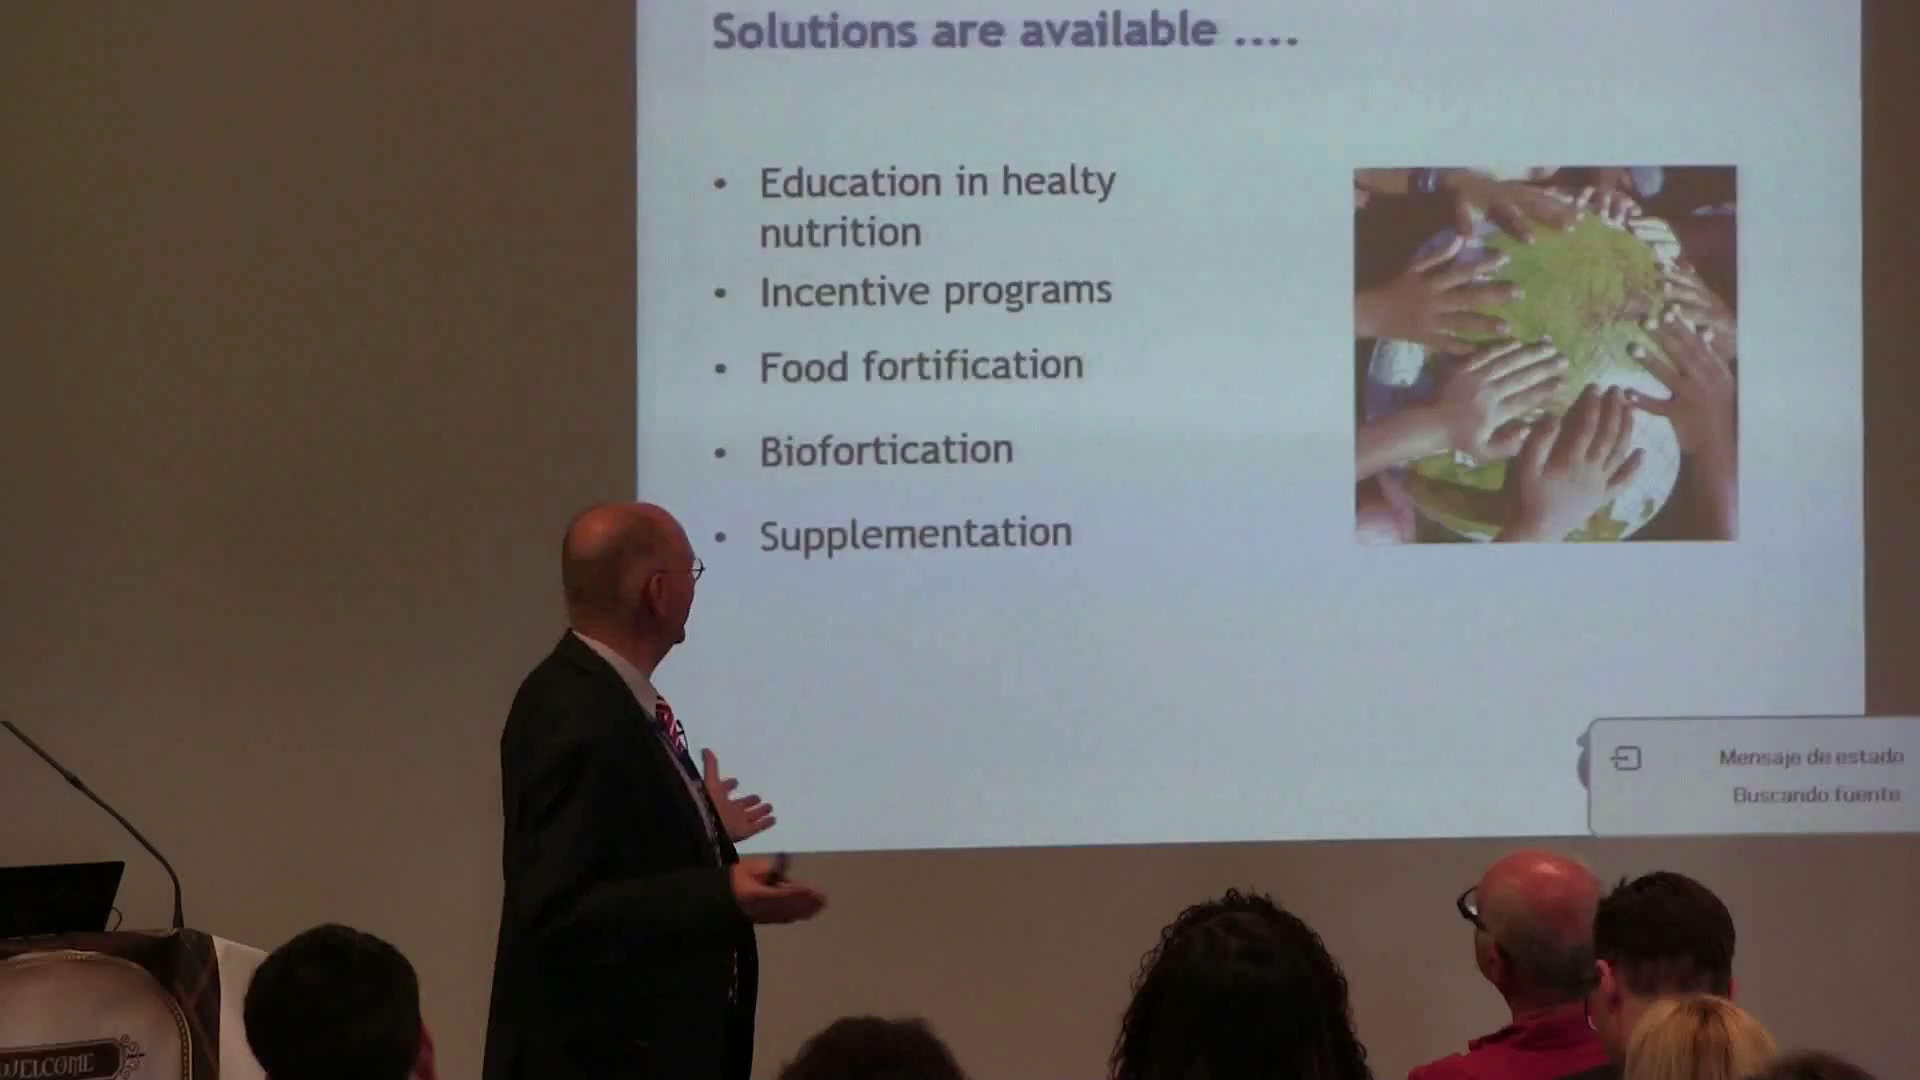 Solutions are available ....
• Education in healty
nutrition
• Incentive programs
• Food fortification
• Biofortication
• Supplementation
Mensaje de estado
Buscando fuente
WELCOME